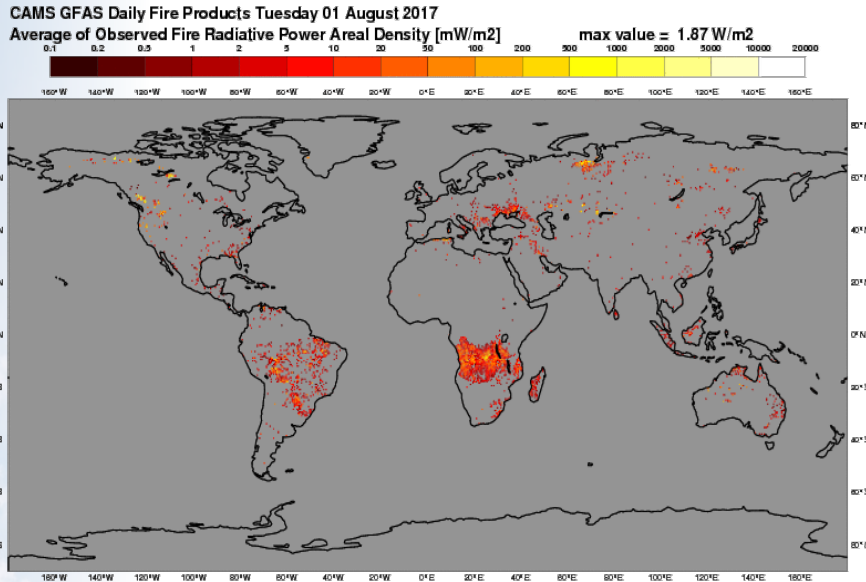 CAMS GFAS Daily Fire Products Tuesday 01 August 2017
Average of Observed Fire Radiative Power Areal Density [mW/m2] max value = 1.87 W/m2
0.1 0.2 0.5 1 2 5 10 20 50 100 200 500 1000 2000 5000 10000 20000
160°W 140°W 120°W 100°W 80°W 60°W 40°W 20°W 0°E 20°E 40°E 60°E 80°E 100°E 120°E 140°E 160°E
80°N
60°N
40°N
20°N
0°N
20°S
40°S
60°S
80°S
160°W 140°W 120°W 100°W 80°W 60°W 40°W 20°W 0°E 20°E 40°E 60°E 80°E 100°E 120°E 140°E 160°E